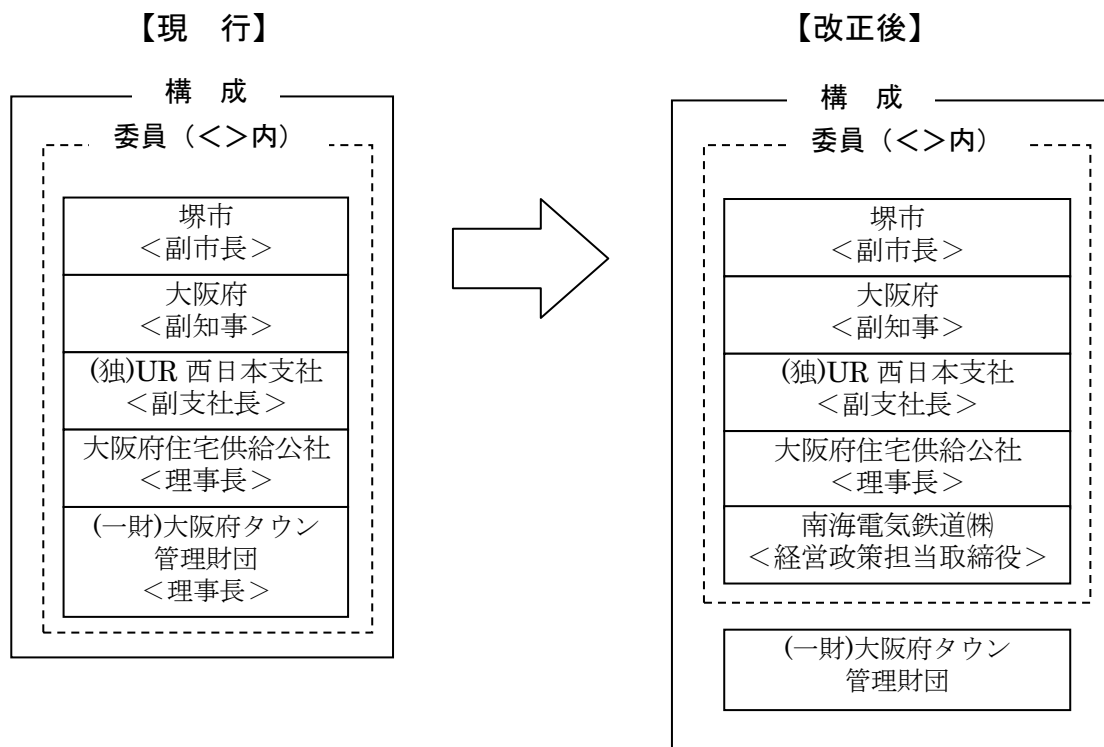 【現　行】
構　成
委員（＜＞内）
堺市
＜副市長＞
大阪府
＜副知事＞
(独)UR 西日本支社
＜副支社長＞
大阪府住宅供給公社
＜理事長＞
(一財)大阪府タウン
管理財団
＜理事長＞
【改正後】
構　成
委員（＜＞内）
堺市
＜副市長＞
大阪府
＜副知事＞
(独)UR 西日本支社
＜副支社長＞
大阪府住宅供給公社
＜理事長＞
南海電気鉄道㈱
＜経営政策担当取締役＞
(一財)大阪府タウン
管理財団